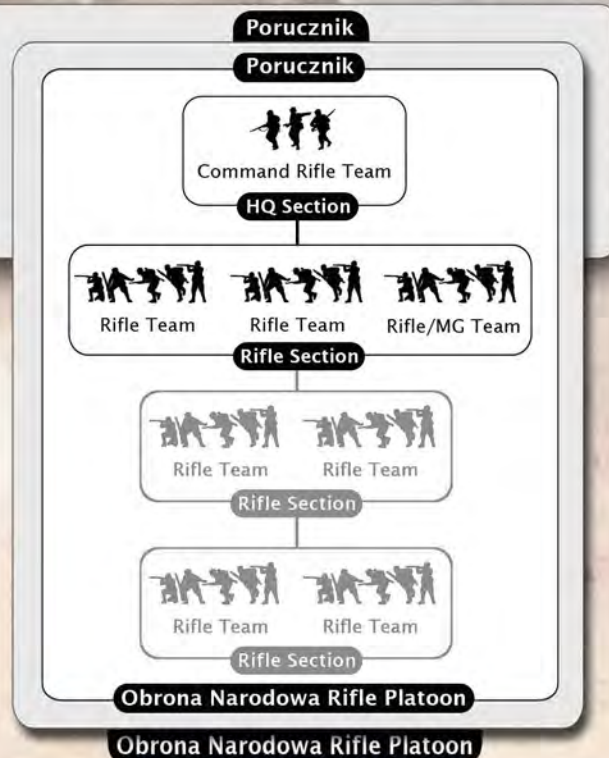 Porucznik
Porucznik
Command Rifle Team
HQ Section
Rifle Team Rifle Team Rifle/MG Team
Rifle Section
Rifle Team Rifle Team
Rifle Section
Rifle Team Rifle Team
Rifle Section
Obrona Narodowa Rifle Platoon
Obrona Narodowa Rifle Platoon